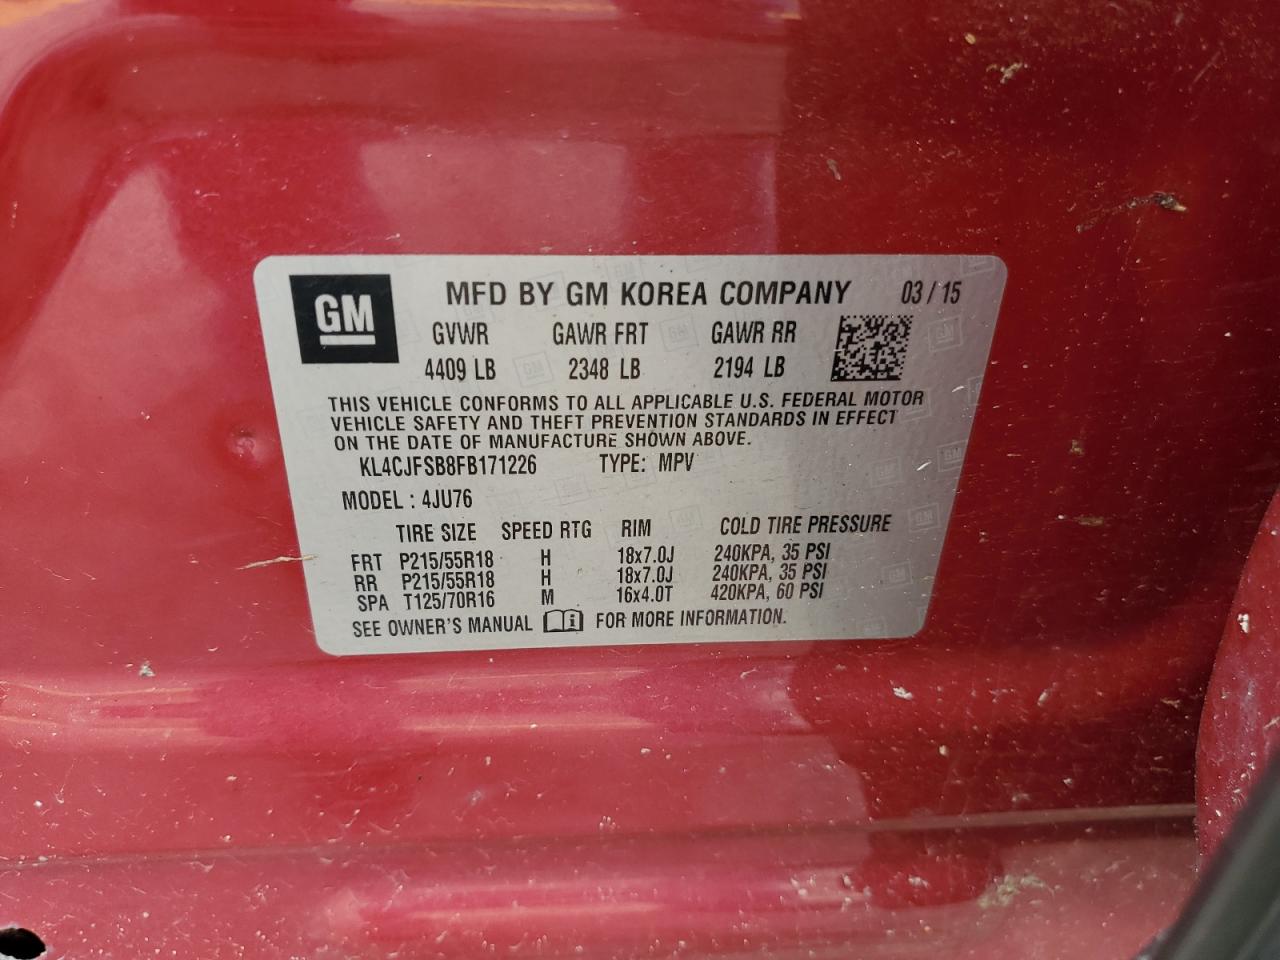 GM
MFD BY GM KOREA COMPANY 03 / 15
GVWR GAWR FRT GAWR RR
4409 LB 2348 LB 2194 LB
THIS VEHICLE CONFORMS TO ALL APPLICABLE U.S. FEDERAL MOTOR
VEHICLE SAFETY AND THEFT PREVENTION STANDARDS IN EFFECT
ON THE DATE OF MANUFACTURE SHOWN ABOVE.
KL4CJFSB8FB171226 TYPE: MPV
MODEL : 4JU76
TIRE SIZE SPEED RTG RIM COLD TIRE PRESSURE
FRT P215/55R18 H 18x7.0J 240KPA, 35 PSI
RR P215/55R18 H 18x7.0J 240KPA, 35 PSI
SPA T125/70R16 M 16x4.0T 420KPA, 60 PSI
SEE OWNER'S MANUAL i FOR MORE INFORMATION.